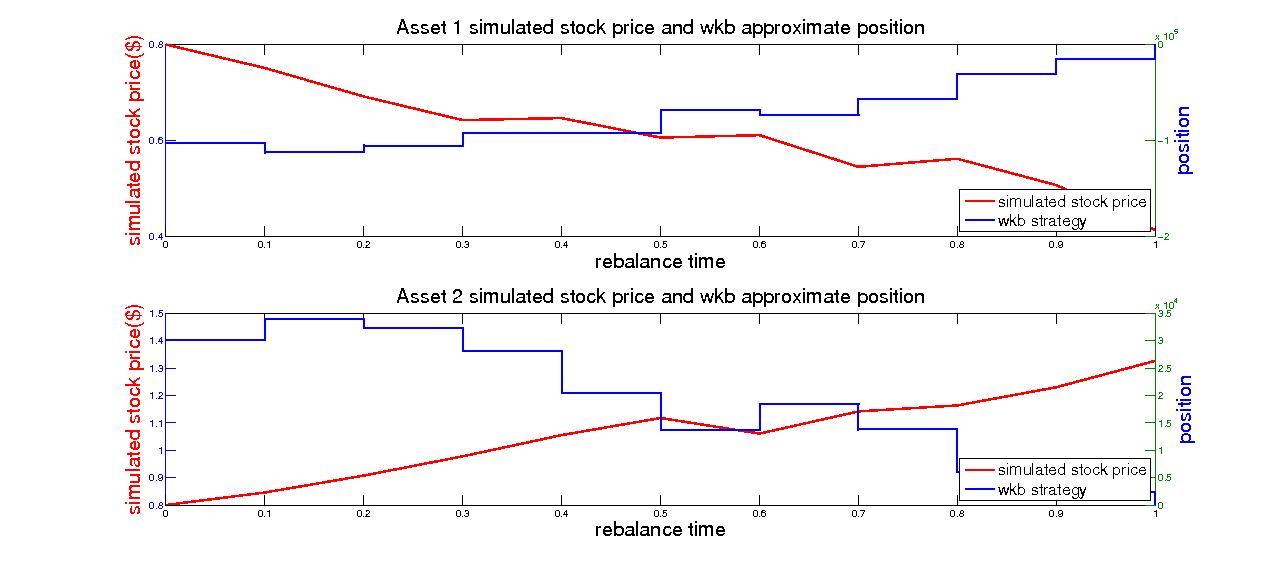 Asset 1 simulated stock price and wkb approximate position
simulated stock price($)
0.8
0.6
0.4
0 0.1 0.2 0.3 0.4 0.5 0.6 0.7 0.8 0.9 1
rebalance time
x 10^5
0
-1
-2
position
simulated stock price
wkb strategy
Asset 2 simulated stock price and wkb approximate position
simulated stock price($)
1.5
1.4
1.3
1.2
1.1
1
0.9
0.8
0 0.1 0.2 0.3 0.4 0.5 0.6 0.7 0.8 0.9 1
rebalance time
x 10^4
3.5
3
2.5
2
1.5
1
0.5
0
position
simulated stock price
wkb strategy